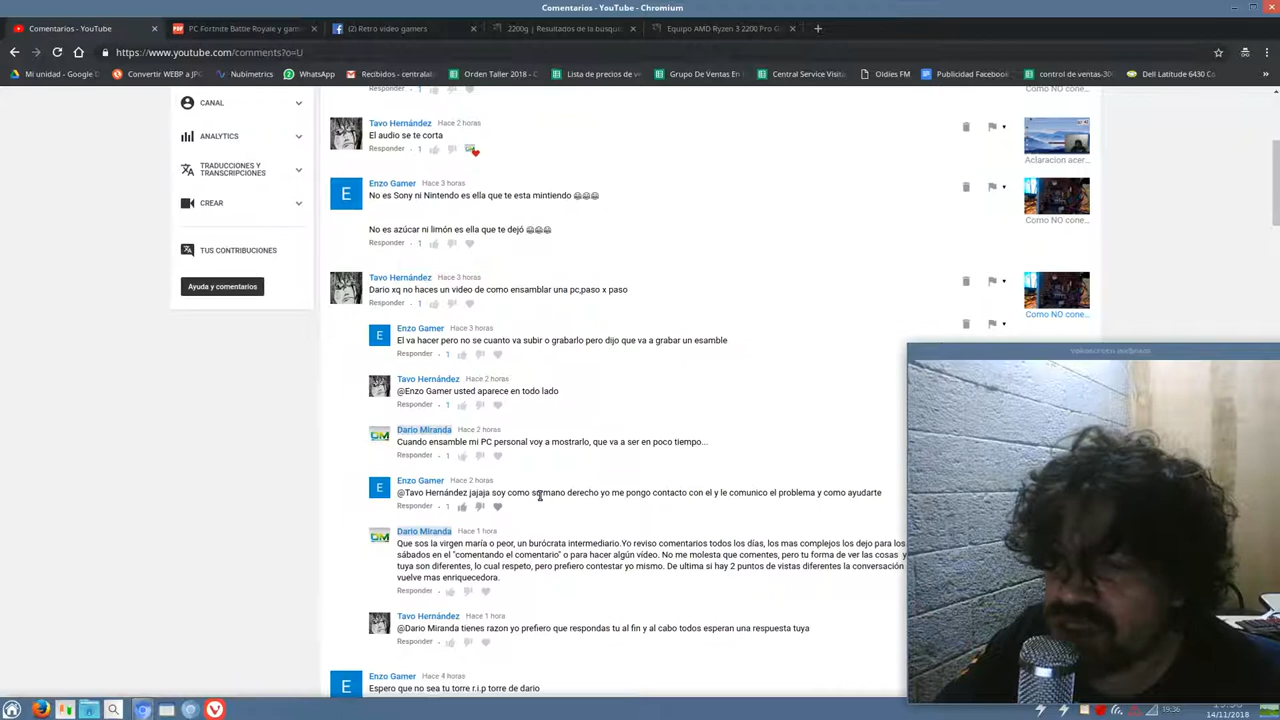 Comentarios - YouTube - Chromium
Comentarios - YouTube
PC Fortnite Battle Royale y gam
(2) Retro video gamers
2200g | Resultados de la búsqu
Equipo AMD Ryzen 3 2200 Pro G
https://www.youtube.com/comments?o=U
Mi unidad - Google D
Convertir WEBP a JPG
Nubimetrics
WhatsApp
Recibidos - centralal
Orden Taller 2018 - C
Lista de precios de ve
Grupo De Ventas En
Central Service Visita
Oldies FM
Publicidad Facebook
control de ventas-30
Dell Latitude 6430 Co
»
CANAL
ANALYTICS
TRADUCCIONES Y
TRANSCRIPCIONES
CREAR
TUS CONTRIBUCIONES
Ayuda y comentarios
Responder 1
Como NO cone...
Tavo Hernández Hace 2 horas
El audio se te corta
Responder 1
Aclaracion acer...
E
Enzo Gamer Hace 3 horas
No es Sony ni Nintendo es ella que te esta mintiendo 😂😂😂
No es azúcar ni limón es ella que te dejó 😂😂😂
Responder 1
Como NO cone...
Tavo Hernández Hace 3 horas
Dario xq no haces un video de como ensamblar una pc,paso x paso
Responder 1
Como NO cone...
E
Enzo Gamer Hace 3 horas
El va hacer pero no se cuanto va subir o grabarlo pero dijo que va a grabar un esamble
Responder 1
Tavo Hernández Hace 2 horas
@Enzo Gamer usted aparece en todo lado
Responder 1
DM
Dario Miranda Hace 2 horas
Cuando ensamble mi PC personal voy a mostrarlo, que va a ser en poco tiempo...
Responder 1
E
Enzo Gamer Hace 2 horas
@Tavo Hernández jajaja soy como su mano derecho yo me pongo contacto con el y le comunico el problema y como ayudarte
Responder 1
DM
Dario Miranda Hace 1 hora
Que sos la virgen maría o peor, un burócrata intermediario.Yo reviso comentarios todos los días, los mas complejos los dejo para los
sábados en el "comentando el comentario" o para hacer algún vídeo. No me molesta que comentes, pero tu forma de ver las cosas y
tuya son diferentes, lo cual respeto, pero prefiero contestar yo mismo. De ultima si hay 2 puntos de vistas diferentes la conversación
vuelve mas enriquecedora.
Responder
Tavo Hernández Hace 1 hora
@Dario Miranda tienes razon yo prefiero que respondas tu al fin y al cabo todos esperan una respuesta tuya
Responder
E
Enzo Gamer Hace 4 horas
Espero que no sea tu torre r.i.p torre de dario
19:36
14/11/2018